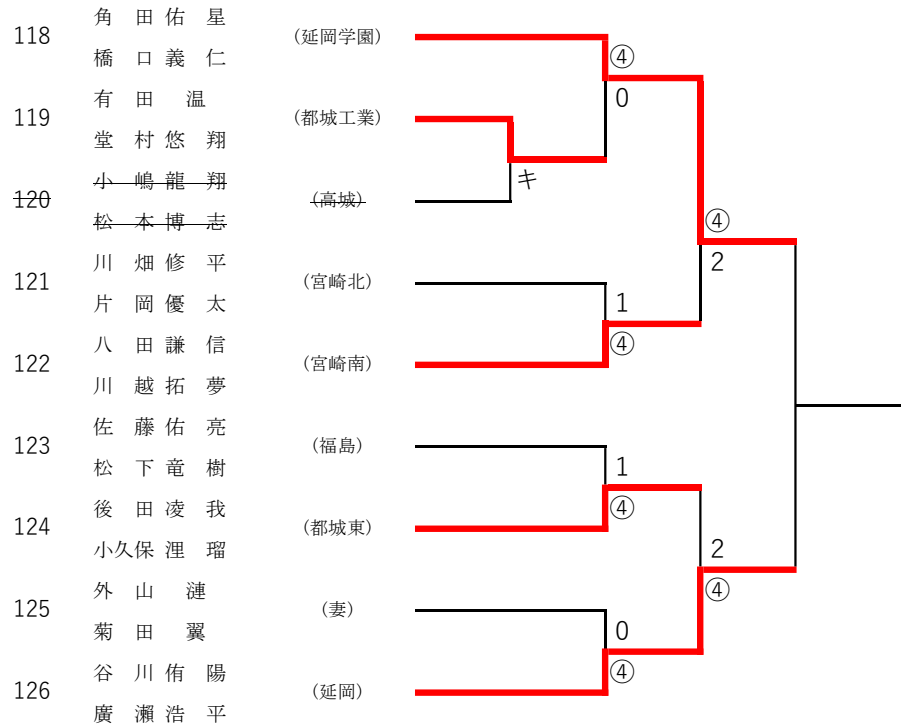 118 角 田 佑 星 (延岡学園)
橋 口 義 仁 ④
0
119 有 田 温 (都城工業)
堂 村 悠 翔
120 小 嶋 龍 翔 (高城) キ
松 本 博 志 ④
2
121 川 畑 修 平 (宮崎北)
片 岡 優 太 1
④
122 八 田 謙 信 (宮崎南)
川 越 拓 夢
123 佐 藤 佑 亮 (福島)
松 下 竜 樹 1
④
124 後 田 凌 我 (都城東)
小久保 浬 瑠 2
④
125 外 山 漣 (妻)
菊 田 翼 0
④
126 谷 川 侑 陽 (延岡)
廣 瀬 浩 平